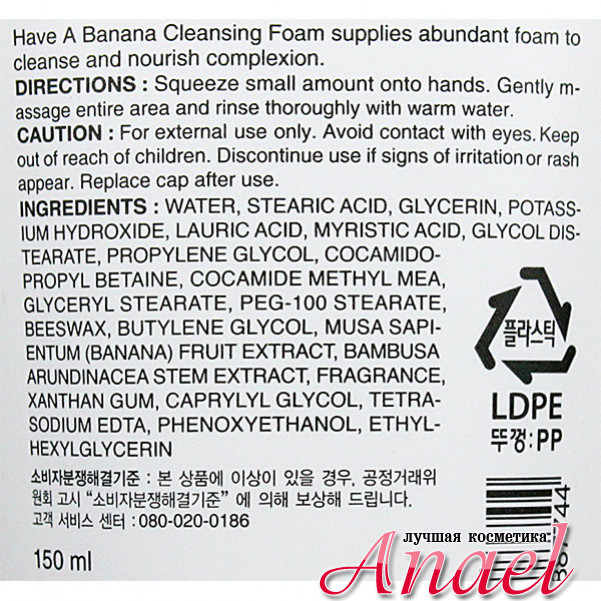 Have A Banana Cleansing Foam supplies abundant foam to
cleanse and nourish complexion.
DIRECTIONS : Squeeze small amount onto hands. Gently m-
assage entire area and rinse thoroughly with warm water.
CAUTION : For external use only. Avoid contact with eyes. Keep
out of reach of children. Discontinue use if signs of irritation or rash
appear. Replace cap after use.
INGREDIENTS : WATER, STEARIC ACID, GLYCERIN, POTASS-
IUM HYDROXIDE, LAURIC ACID, MYRISTIC ACID, GLYCOL DIS-
TEARATE, PROPYLENE GLYCOL, COCAMIDO-
PROPYL BETAINE, COCAMIDE METHYL MEA,
GLYCERYL STEARATE, PEG-100 STEARATE,
BEESWAX, BUTYLENE GLYCOL, MUSA SAPI-
ENTUM (BANANA) FRUIT EXTRACT, BAMBUSA
ARUNDINACEA STEM EXTRACT, FRAGRANCE,
XANTHAN GUM, CAPRYLYL GLYCOL, TETRA-
SODIUM EDTA, PHENOXYETHANOL, ETHYL-
HEXYLGLYCERIN
플라스틱
LDPE
뚜껑:PP
소비자분쟁해결기준 : 본 상품에 이상이 있을 경우, 공정거래위
원회 고시 “소비자분쟁해결기준” 에 의해 보상해 드립니다.
고객 서비스 센터 : 080-020-0186
150 ml
лучшая косметика
Anael